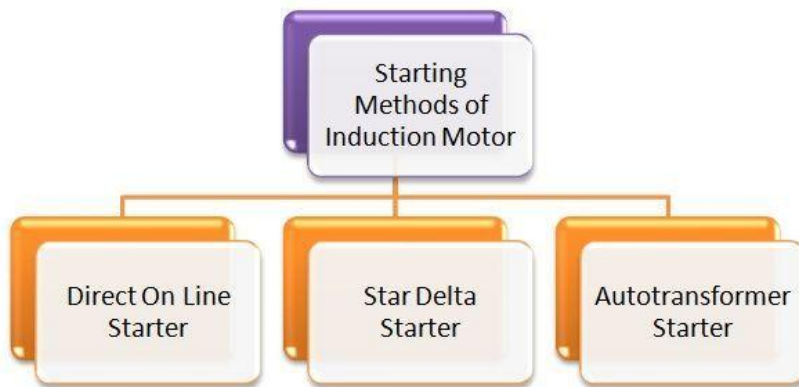 Starting
Methods of
Induction Motor
Direct On Line
Starter
Star Delta
Starter
Autotransformer
Starter